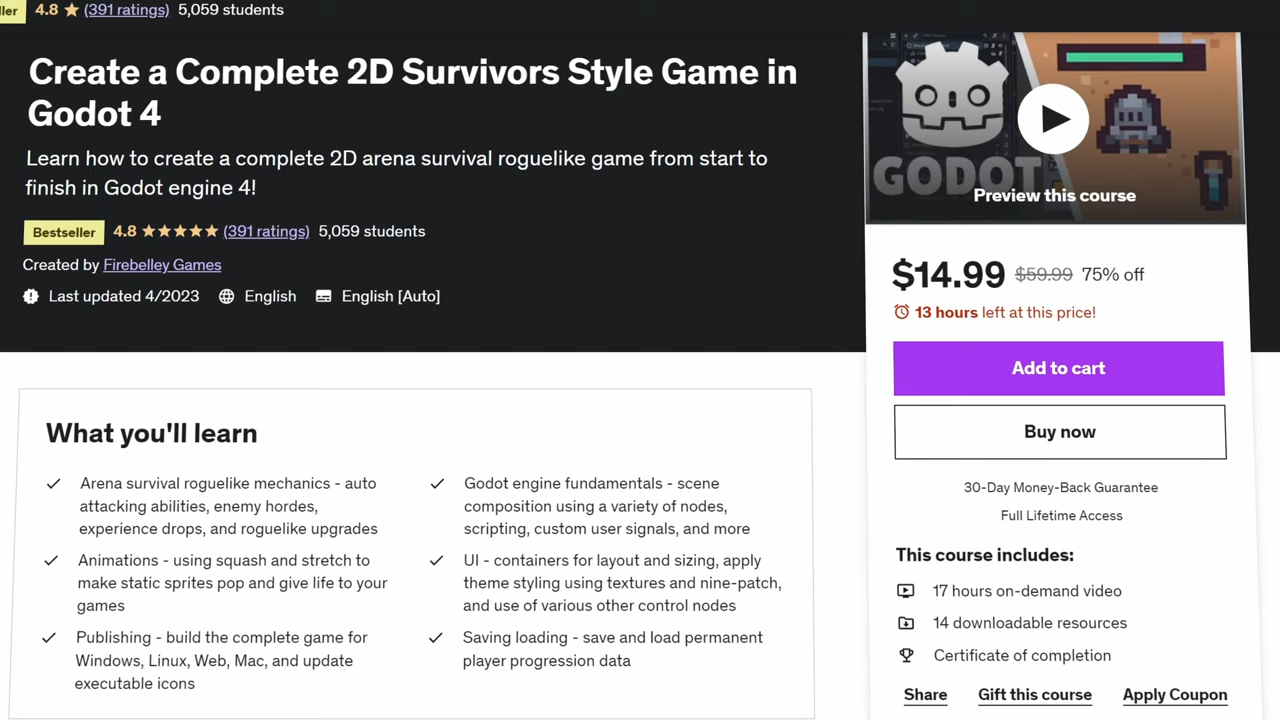 ller 4.8 (391 ratings) 5,059 students
Create a Complete 2D Survivors Style Game in
Godot 4
Learn how to create a complete 2D arena survival roguelike game from start to
finish in Godot engine 4!
Bestseller 4.8 (391 ratings) 5,059 students
Created by Firebelley Games
Last updated 4/2023 English English [Auto]
GODOT
Preview this course
$14.99 $59.99 75% off
13 hours left at this price!
Add to cart
Buy now
30-Day Money-Back Guarantee
Full Lifetime Access
This course includes:
17 hours on-demand video
14 downloadable resources
Certificate of completion
Share Gift this course Apply Coupon
What you'll learn
Arena survival roguelike mechanics - auto
attacking abilities, enemy hordes,
experience drops, and roguelike upgrades
Animations - using squash and stretch to
make static sprites pop and give life to your
games
Publishing - build the complete game for
Windows, Linux, Web, Mac, and update
executable icons
Godot engine fundamentals - scene
composition using a variety of nodes,
scripting, custom user signals, and more
UI - containers for layout and sizing, apply
theme styling using textures and nine-patch,
and use of various other control nodes
Saving loading - save and load permanent
player progression data